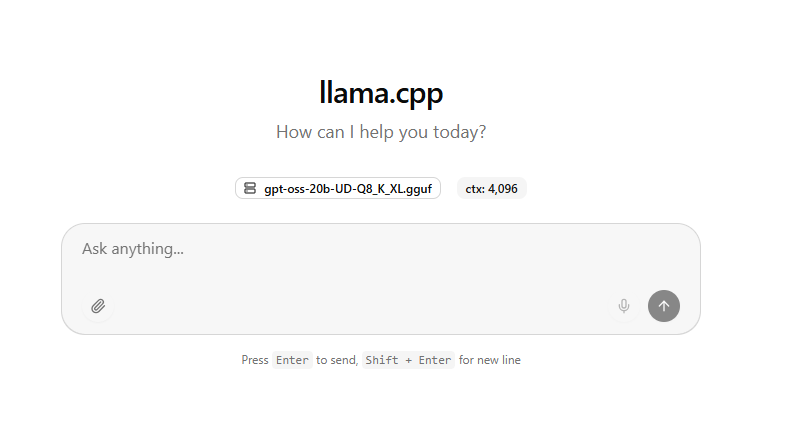 llama.cpp
How can I help you today?
gpt-oss-20b-UD-Q8_K_XL.gguf ctx: 4,096
Ask anything...
Press Enter to send, Shift + Enter for new line